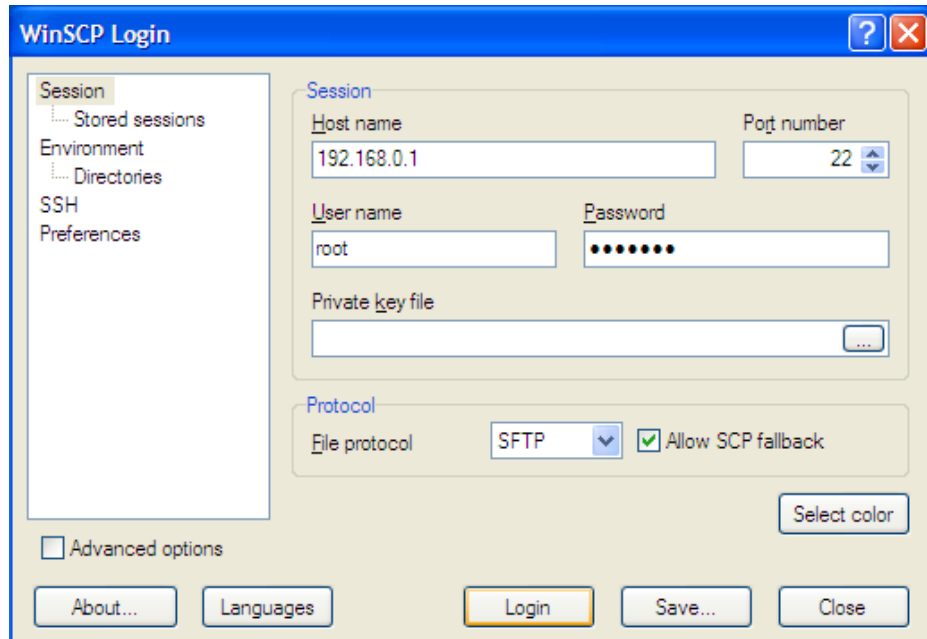 WinSCP Login
Session
Stored sessions
Environment
Directories
SSH
Preferences
Session
Host name
Port number
192.168.0.1
22
User name
Password
root
•••••••
Private key file
...
Protocol
File protocol
SFTP
Allow SCP fallback
Select color
Advanced options
About...
Languages
Login
Save...
Close